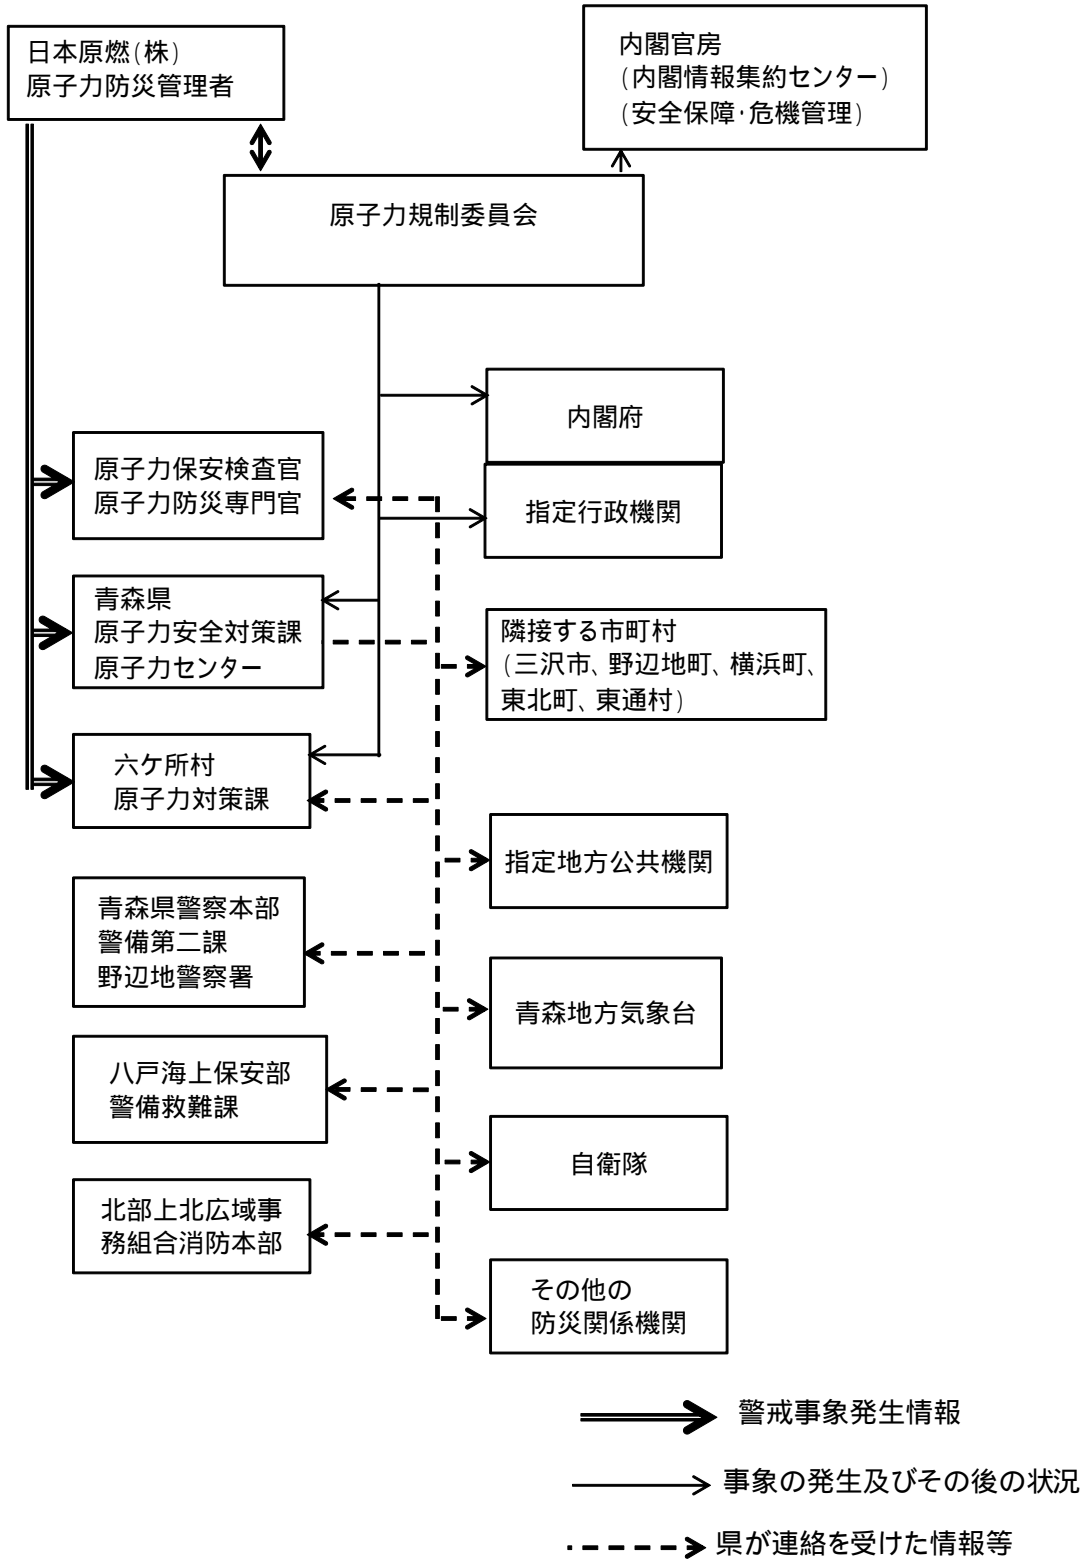 日本原燃(株)
原子力防災管理者
内閣官房
(内閣情報集約センター)
(安全保障・危機管理)
原子力規制委員会
内閣府
原子力保安検査官
原子力防災専門官
指定行政機関
青森県
原子力安全対策課
原子力センター
隣接する市町村
(三沢市、野辺地町、横浜町、
東北町、東通村)
六ケ所村
原子力対策課
指定地方公共機関
青森県警察本部
警備第二課
野辺地警察署
青森地方気象台
八戸海上保安部
警備救難課
自衛隊
北部上北広域事
務組合消防本部
その他の
防災関係機関
警戒事象発生情報
事象の発生及びその後の状況
県が連絡を受けた情報等